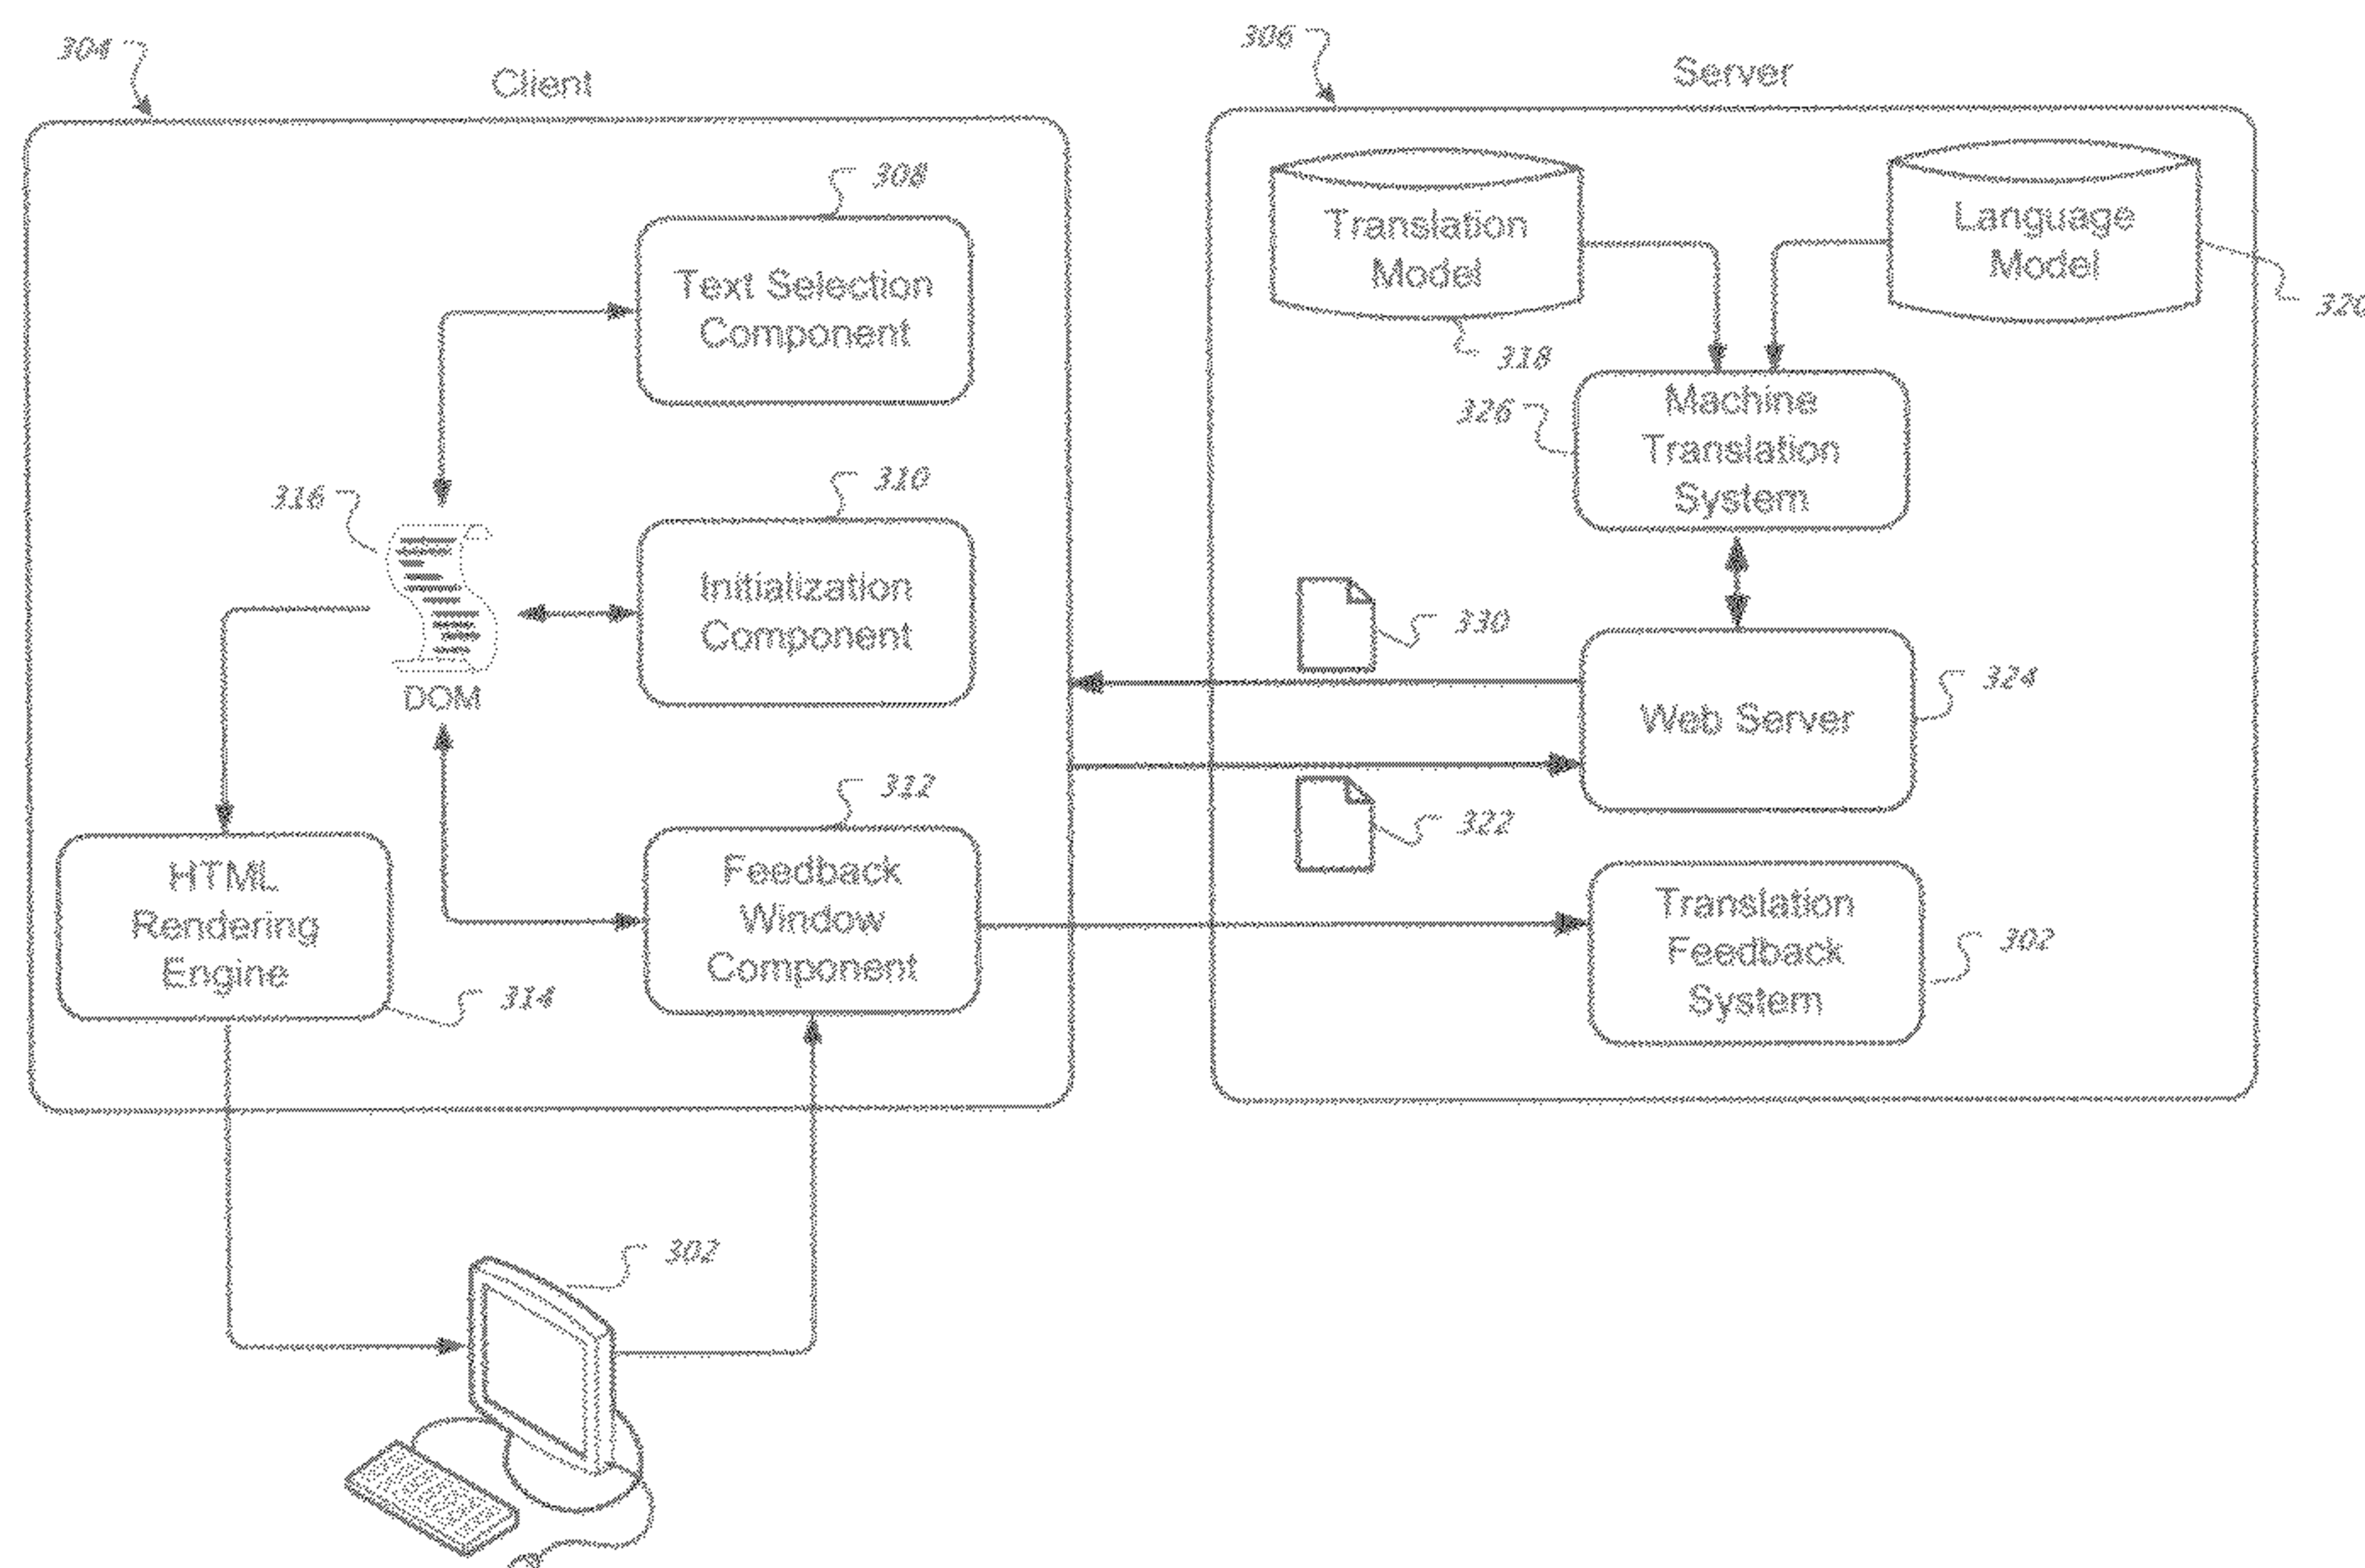 304
Client
308
Text Selection
Component
316
310
Initialization
Component
DOM
312
HTML
Rendering
Engine
314
Feedback
Window
Component
302
306
Server
Translation
Model
318
Language
Model
320
326
Machine
Translation
System
330
Web Server
324
322
Translation
Feedback
System
302